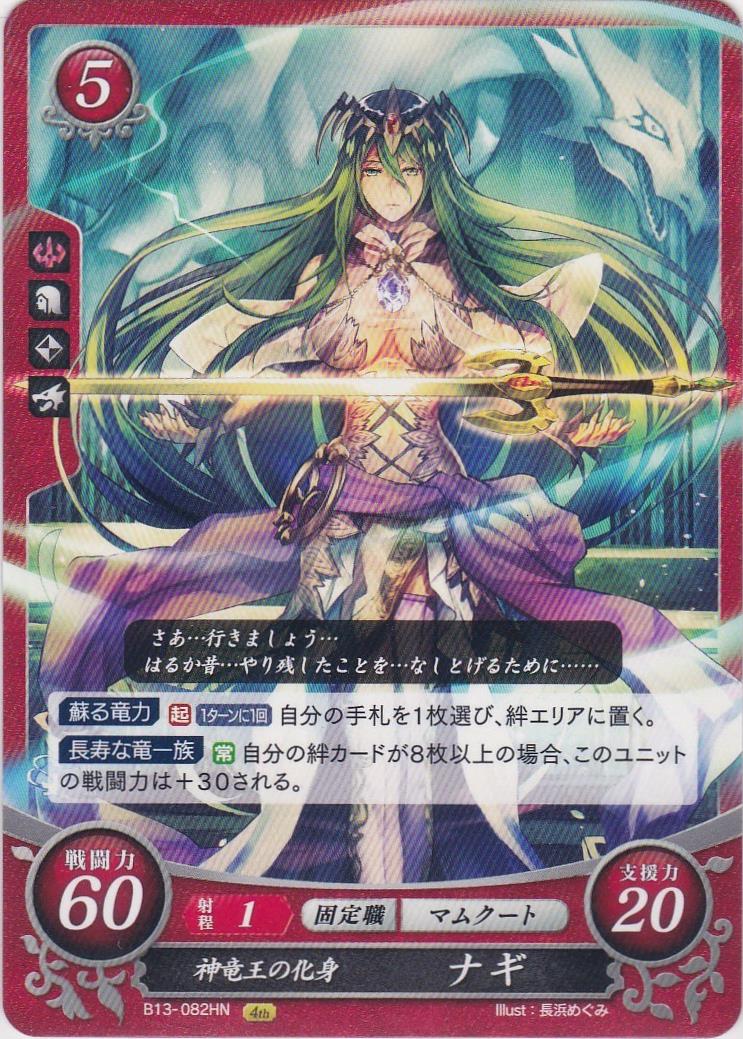 5
さあ…行きましょう…
はるか昔…やり残したことを…なしとげるために……
蘇る竜力 起 1ターンに1回 自分の手札を1枚選び、絆エリアに置く。
長寿な竜一族 常 自分の絆カードが8枚以上の場合、このユニット
の戦闘力は＋30される。
戦闘力
60
射程 1 固定職 マムクート
支援力
20
神竜王の化身 ナギ
B13-082HN 4th Illust：長浜めぐみ